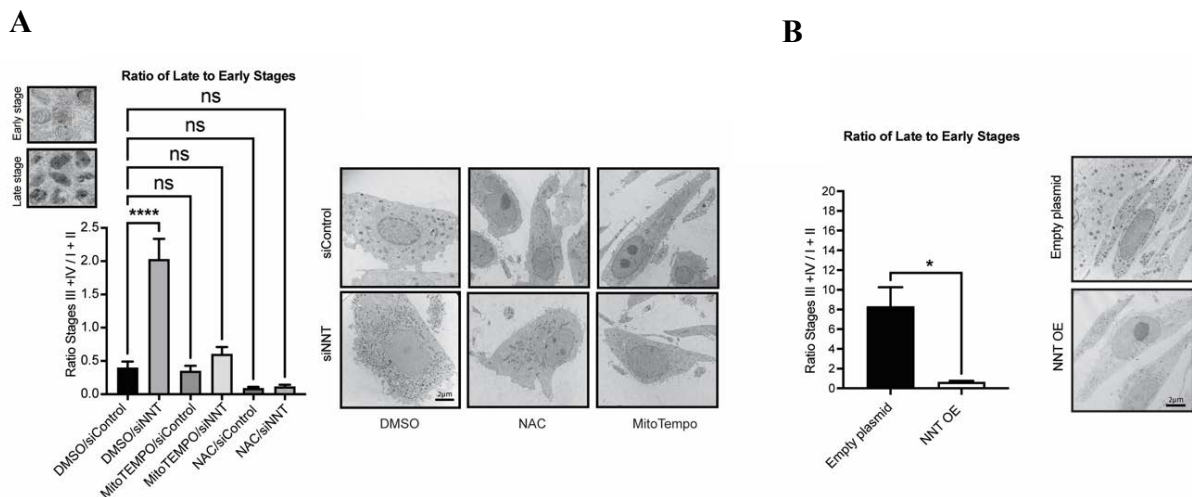 A
Ratio of Late to Early Stages
Early stage
Late stage
ns
ns
ns
ns
****
Ratio Stages III +IV / I + II
2.5
2.0
1.5
1.0
0.5
0.0
DMSO/siControl
DMSO/siNNT
MitoTEMPO/siControl
MitoTEMPO/siNNT
NAC/siControl
NAC/siNNT
siControl
siNNT
2µm
DMSO
NAC
MitoTempo
B
Ratio of Late to Early Stages
Ratio Stages III +IV / I + II
20
18
16
14
12
10
8
6
4
2
0
*
Empty plasmid
NNT OE
Empty plasmid
NNT OE
2µm